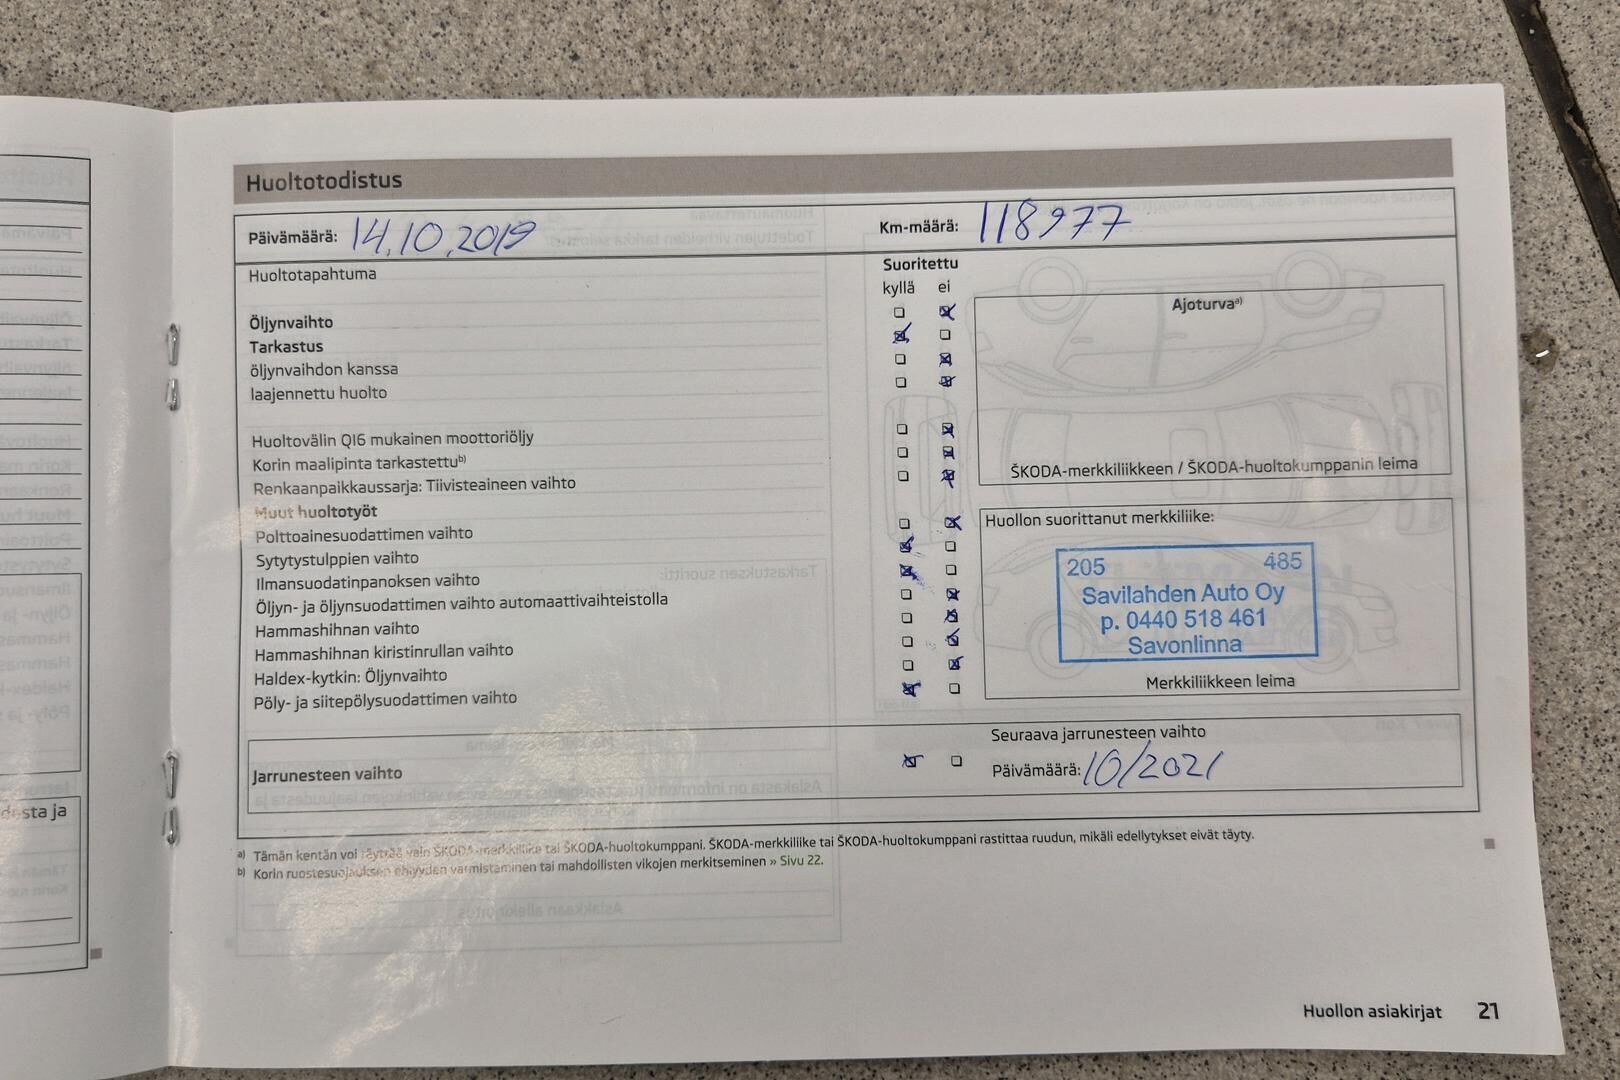 Huoltotodistus
Päivämäärä: 14.10.2019 Km-määrä: 118977
Huoltotapahtuma Suoritettu
kyllä ei
Öljynvaihto
Tarkastus
öljynvaihdon kanssa
laajennettu huolto
Huoltovälin QI6 mukainen moottoriöljy
Korin maalipinta tarkastettu b)
Renkaanpaikkaussarja: Tiivisteaineen vaihto
Muut huoltotyöt
Polttoainesuodattimen vaihto
Sytytystulppien vaihto
Ilmansuodatinpanoksen vaihto
Öljyn- ja öljynsuodattimen vaihto automaattivaihteistolla
Hammashihnan vaihto
Hammashihnan kiristinrullan vaihto
Haldex-kytkin: Öljynvaihto
Pöly- ja siitepölysuodattimen vaihto
Ajoturva a)
ŠKODA-merkkiliikkeen / ŠKODA-huoltokumppanin leima
Huollon suorittanut merkkiliike:
205 485
Savilahden Auto Oy
p. 0440 518 461
Savonlinna
Merkkiliikkeen leima
Jarrunesteen vaihto
Seuraava jarrunesteen vaihto
Päivämäärä: 10/2021
a) Tämän kentän voi täyttää vain ŠKODA-merkkiliike tai ŠKODA-huoltokumppani. ŠKODA-merkkiliike tai ŠKODA-huoltokumppani rastittaa ruudun, mikäli edellytykset eivät täyty.
b) Korin ruostesuojauksen ehjyyden varmistaminen tai mahdollisten vikojen merkitseminen » Sivu 22.
Huollon asiakirjat 21